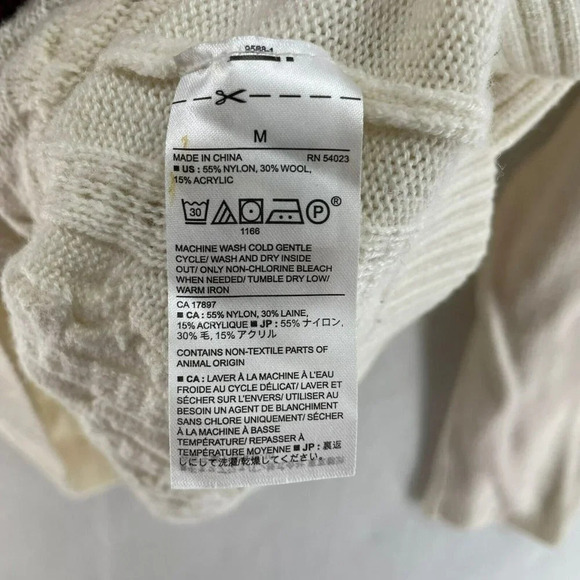 9588-1
M
MADE IN CHINA RN 54023
■ US : 55% NYLON, 30% WOOL,
15% ACRYLIC
30 P ®
1166
MACHINE WASH COLD GENTLE
CYCLE/ WASH AND DRY INSIDE
OUT/ ONLY NON-CHLORINE BLEACH
WHEN NEEDED/ TUMBLE DRY LOW/
WARM IRON
CA 17897
■ CA : 55% NYLON, 30% LAINE,
15% ACRYLIQUE ■ JP : 55% ナイロン,
30% 毛, 15% アクリル
CONTAINS NON-TEXTILE PARTS OF
ANIMAL ORIGIN
■ CA : LAVER À LA MACHINE À L'EAU
FROIDE AU CYCLE DÉLICAT/ LAVER ET
SÉCHER SUR L'ENVERS/ UTILISER AU
BESOIN UN AGENT DE BLANCHIMENT
SANS CHLORE UNIQUEMENT/ SÉCHER
À LA MACHINE À BASSE
TEMPÉRATURE/ REPASSER À
TEMPÉRATURE MOYENNE ■ JP : 裏返
しにして洗濯/乾燥してください。